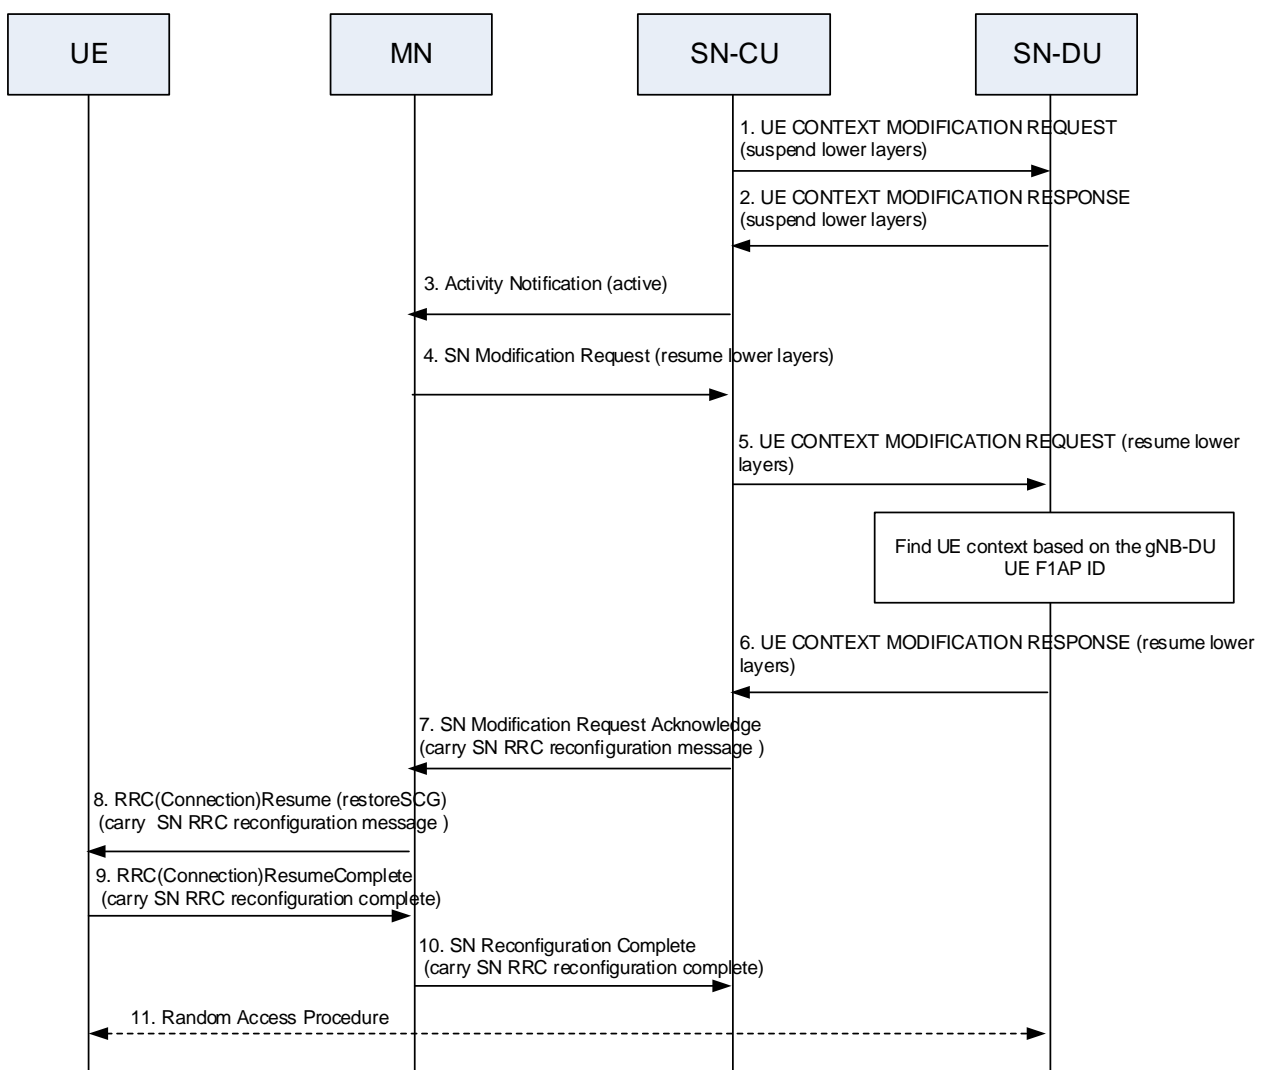 UE
MN
SN-CU
SN-DU
1. UE CONTEXT MODIFICATION REQUEST
(suspend lower layers)
2. UE CONTEXT MODIFICATION RESPONSE
(suspend lower layers)
3. Activity Notification (active)
4. SN Modification Request (resume lower layers)
5. UE CONTEXT MODIFICATION REQUEST (resume lower
layers)
Find UE context based on the gNB-DU
UE F1AP ID
6. UE CONTEXT MODIFICATION RESPONSE (resume lower
layers)
7. SN Modification Request Acknowledge
(carry SN RRC reconfiguration message )
8. RRC(Connection)Resume (restoreSCG)
(carry SN RRC reconfiguration message )
9. RRC(Connection)ResumeComplete
(carry SN RRC reconfiguration complete)
10. SN Reconfiguration Complete
(carry SN RRC reconfiguration complete)
11. Random Access Procedure